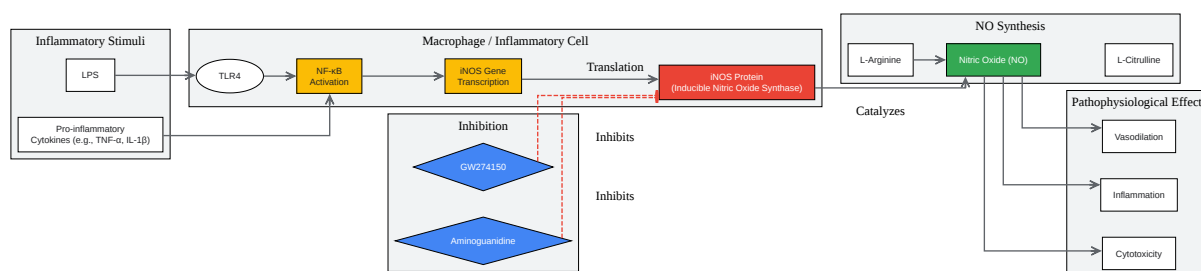 Inflammatory Stimuli
LPS
Pro-inflammatory
Cytokines (e.g., TNF-α, IL-1β)
Macrophage / Inflammatory Cell
TLR4
NF-κB
Activation
iNOS Gene
Transcription
Translation
iNOS Protein
(Inducible Nitric Oxide Synthase)
Inhibition
GW274150
Aminoguanidine
Inhibits
Inhibits
Catalyzes
NO Synthesis
L-Arginine
Nitric Oxide (NO)
L-Citrulline
Pathophysiological Effect
Vasodilation
Inflammation
Cytotoxicity